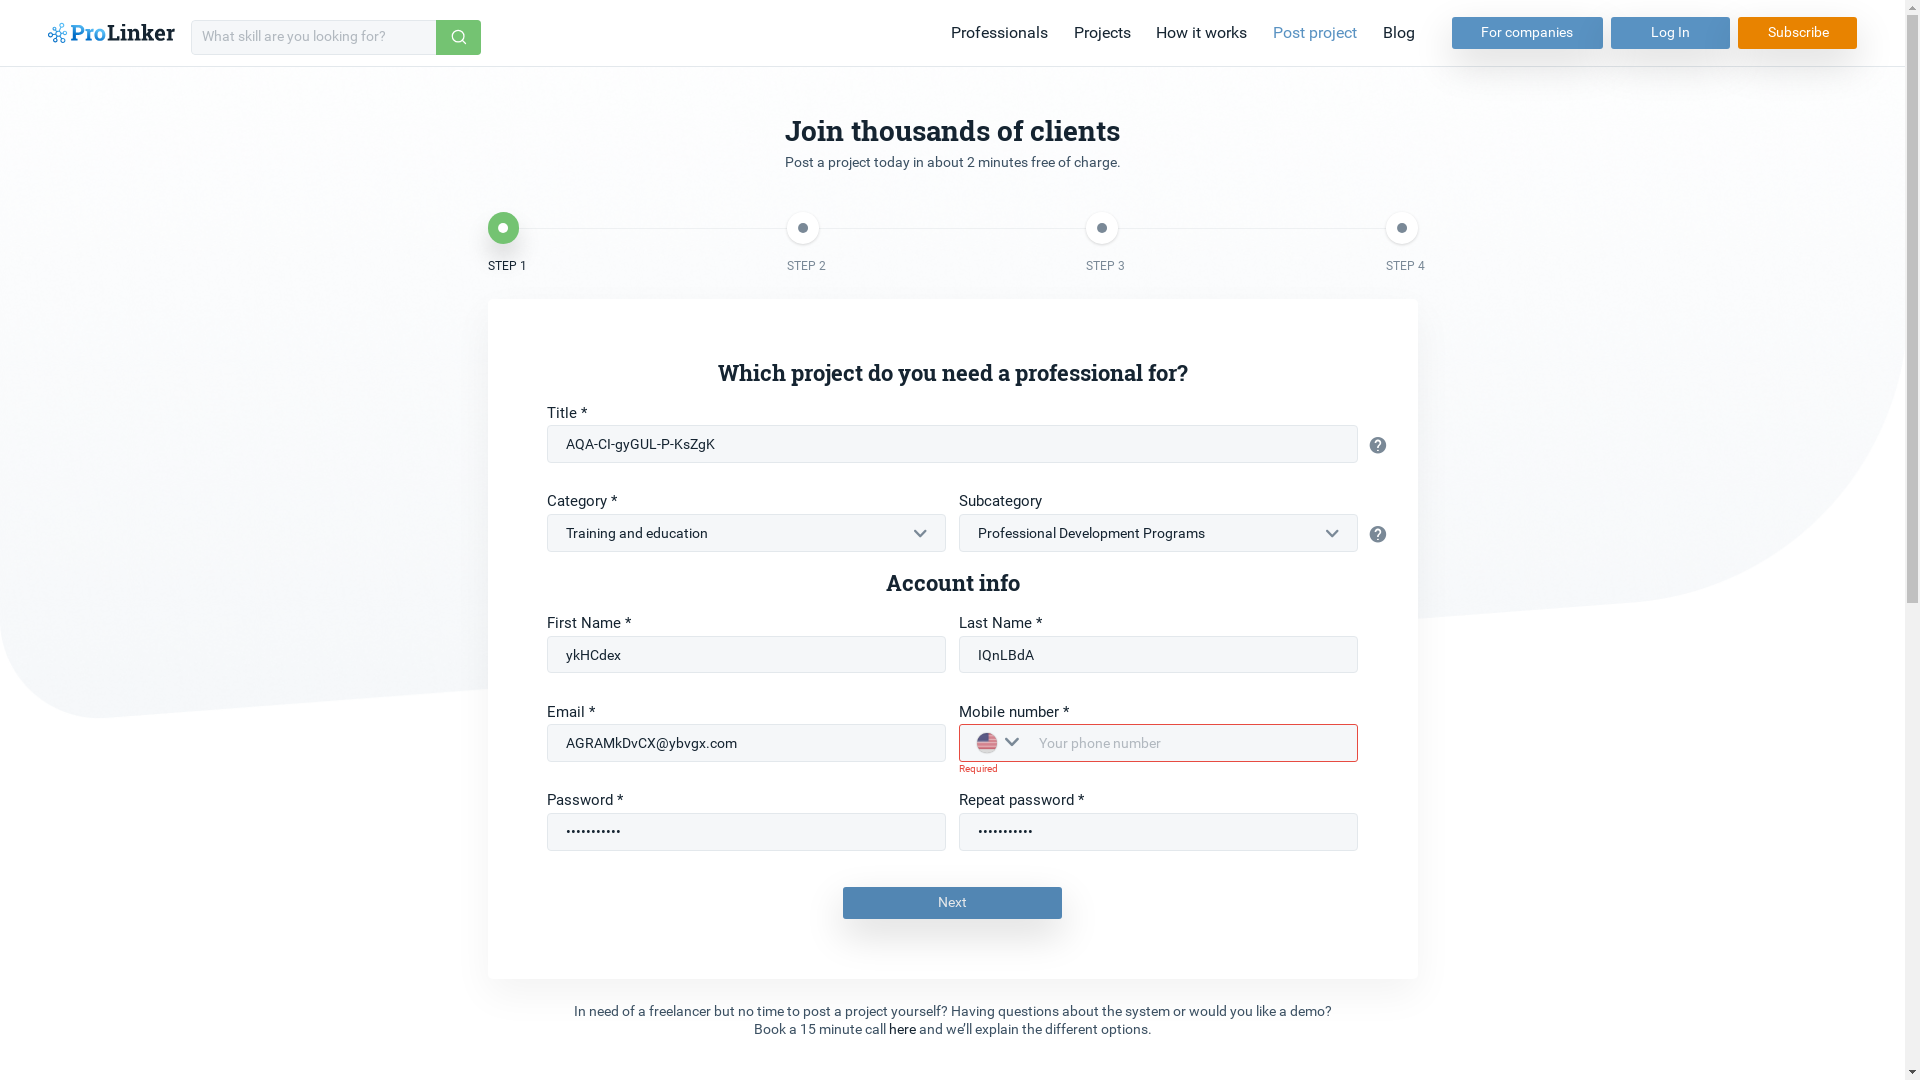 ProLinker
What skill are you looking for?
Professionals
Projects
How it works
Post project
Blog
For companies
Log In
Subscribe
Join thousands of clients
Post a project today in about 2 minutes free of charge.
STEP 1
STEP 2
STEP 3
STEP 4
Which project do you need a professional for?
Title *
AQA-CI-gyGUL-P-KsZgK
Category *
Subcategory
Training and education
Professional Development Programs
Account info
First Name *
Last Name *
ykHCdex
IQnLBdA
Email *
Mobile number *
AGRAMkDvCX@ybvgx.com
Your phone number
Required
Password *
Repeat password *
•••••••••••
•••••••••••
Next
In need of a freelancer but no time to post a project yourself? Having questions about the system or would you like a demo?
Book a 15 minute call here and we’ll explain the different options.